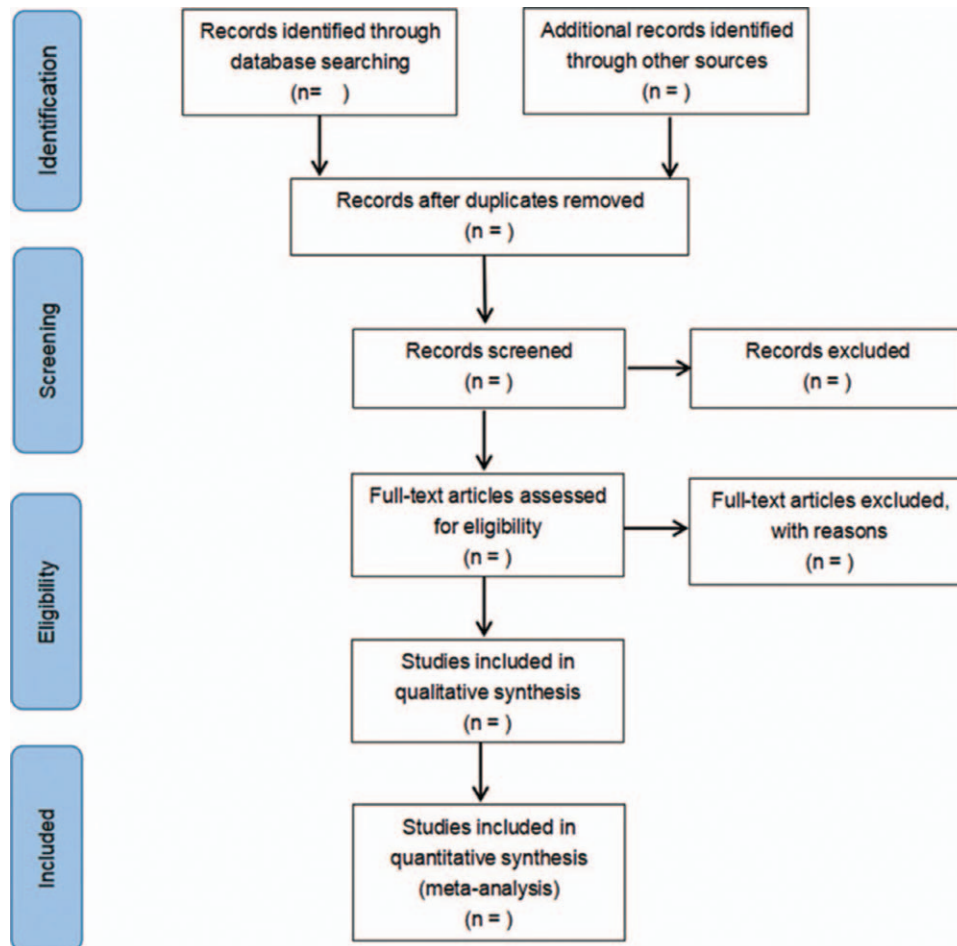 Identification
Records identified through
database searching
(n=   )
Additional records identified
through other sources
(n = )
Records after duplicates removed
(n = )
Screening
Records screened
(n = )
Records excluded
(n = )
Eligibility
Full-text articles assessed
for eligibility
(n = )
Full-text articles excluded,
with reasons
(n = )
Studies included in
qualitative synthesis
(n = )
Included
Studies included in
quantitative synthesis
(meta-analysis)
(n = )